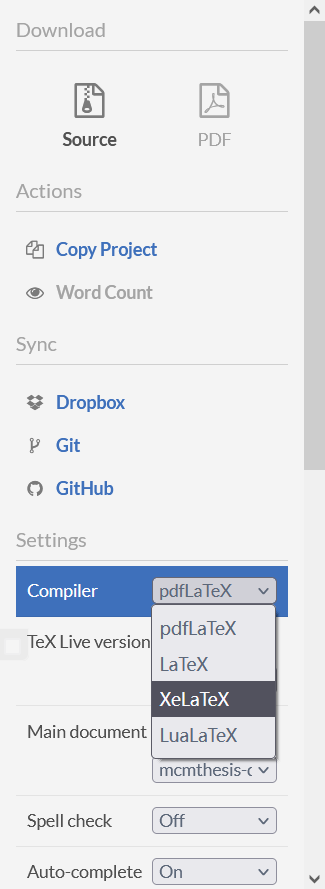 Download
Source PDF
Actions
Copy Project
Word Count
Sync
Dropbox
Git
GitHub
Settings
Compiler pdfLaTeX
pdfLaTeX
TeX Live version
LaTeX
XeLaTeX
Main document LuaLaTeX
mcmthesis-c
Spell check Off
Auto-complete On